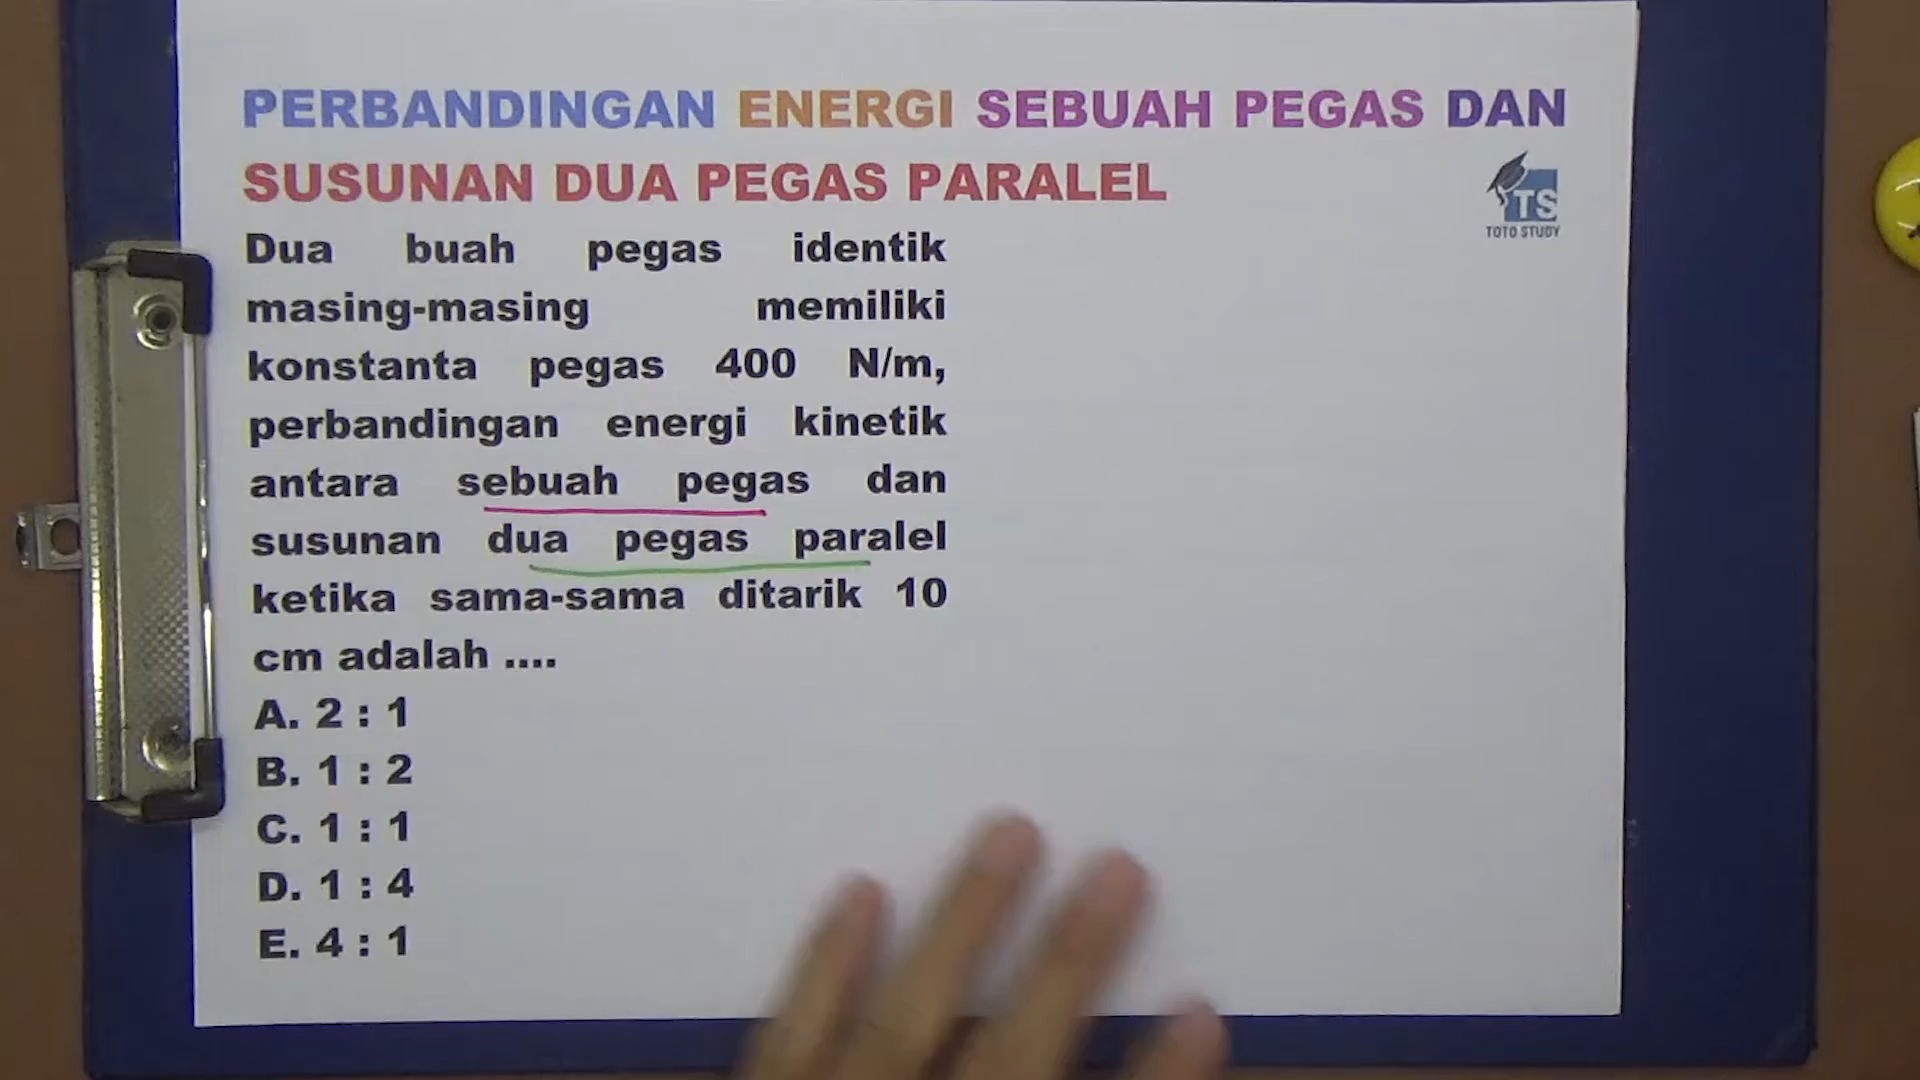 PERBANDINGAN ENERGI SEBUAH PEGAS DAN
SUSUNAN DUA PEGAS PARALEL
TS
TOTO STUDY
Dua buah pegas identik
masing-masing memiliki
konstanta pegas 400 N/m,
perbandingan energi kinetik
antara sebuah pegas dan
susunan dua pegas paralel
ketika sama-sama ditarik 10
cm adalah ....
A. 2 : 1
B. 1 : 2
C. 1 : 1
D. 1 : 4
E. 4 : 1